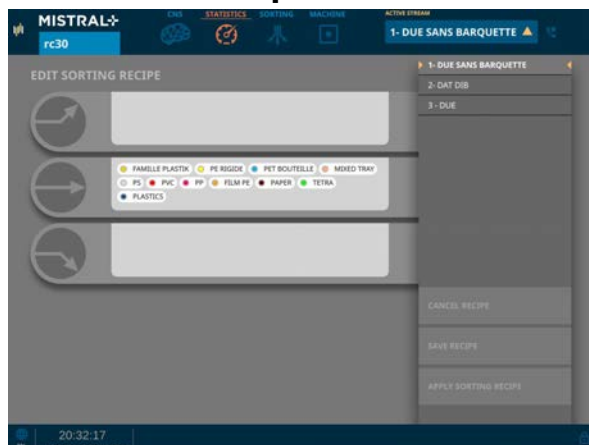 MISTRAL+
rc30
CNS
STATISTICS
SORTING
MACHINE
ACTIVE STREAM
1- DUE SANS BARQUETTE
EDIT SORTING RECIPE
FAMILLE PLASTIK PE RIGIDE PET BOUTEILLE MIXED TRAY
PS PVC PP FILM PE PAPER TETRA
PLASTICS
1- DUE SANS BARQUETTE
2- DAT DIB
3 - DUE
CANCEL RECIPE
SAVE RECIPE
APPLY SORTING RECIPE
20:32:17